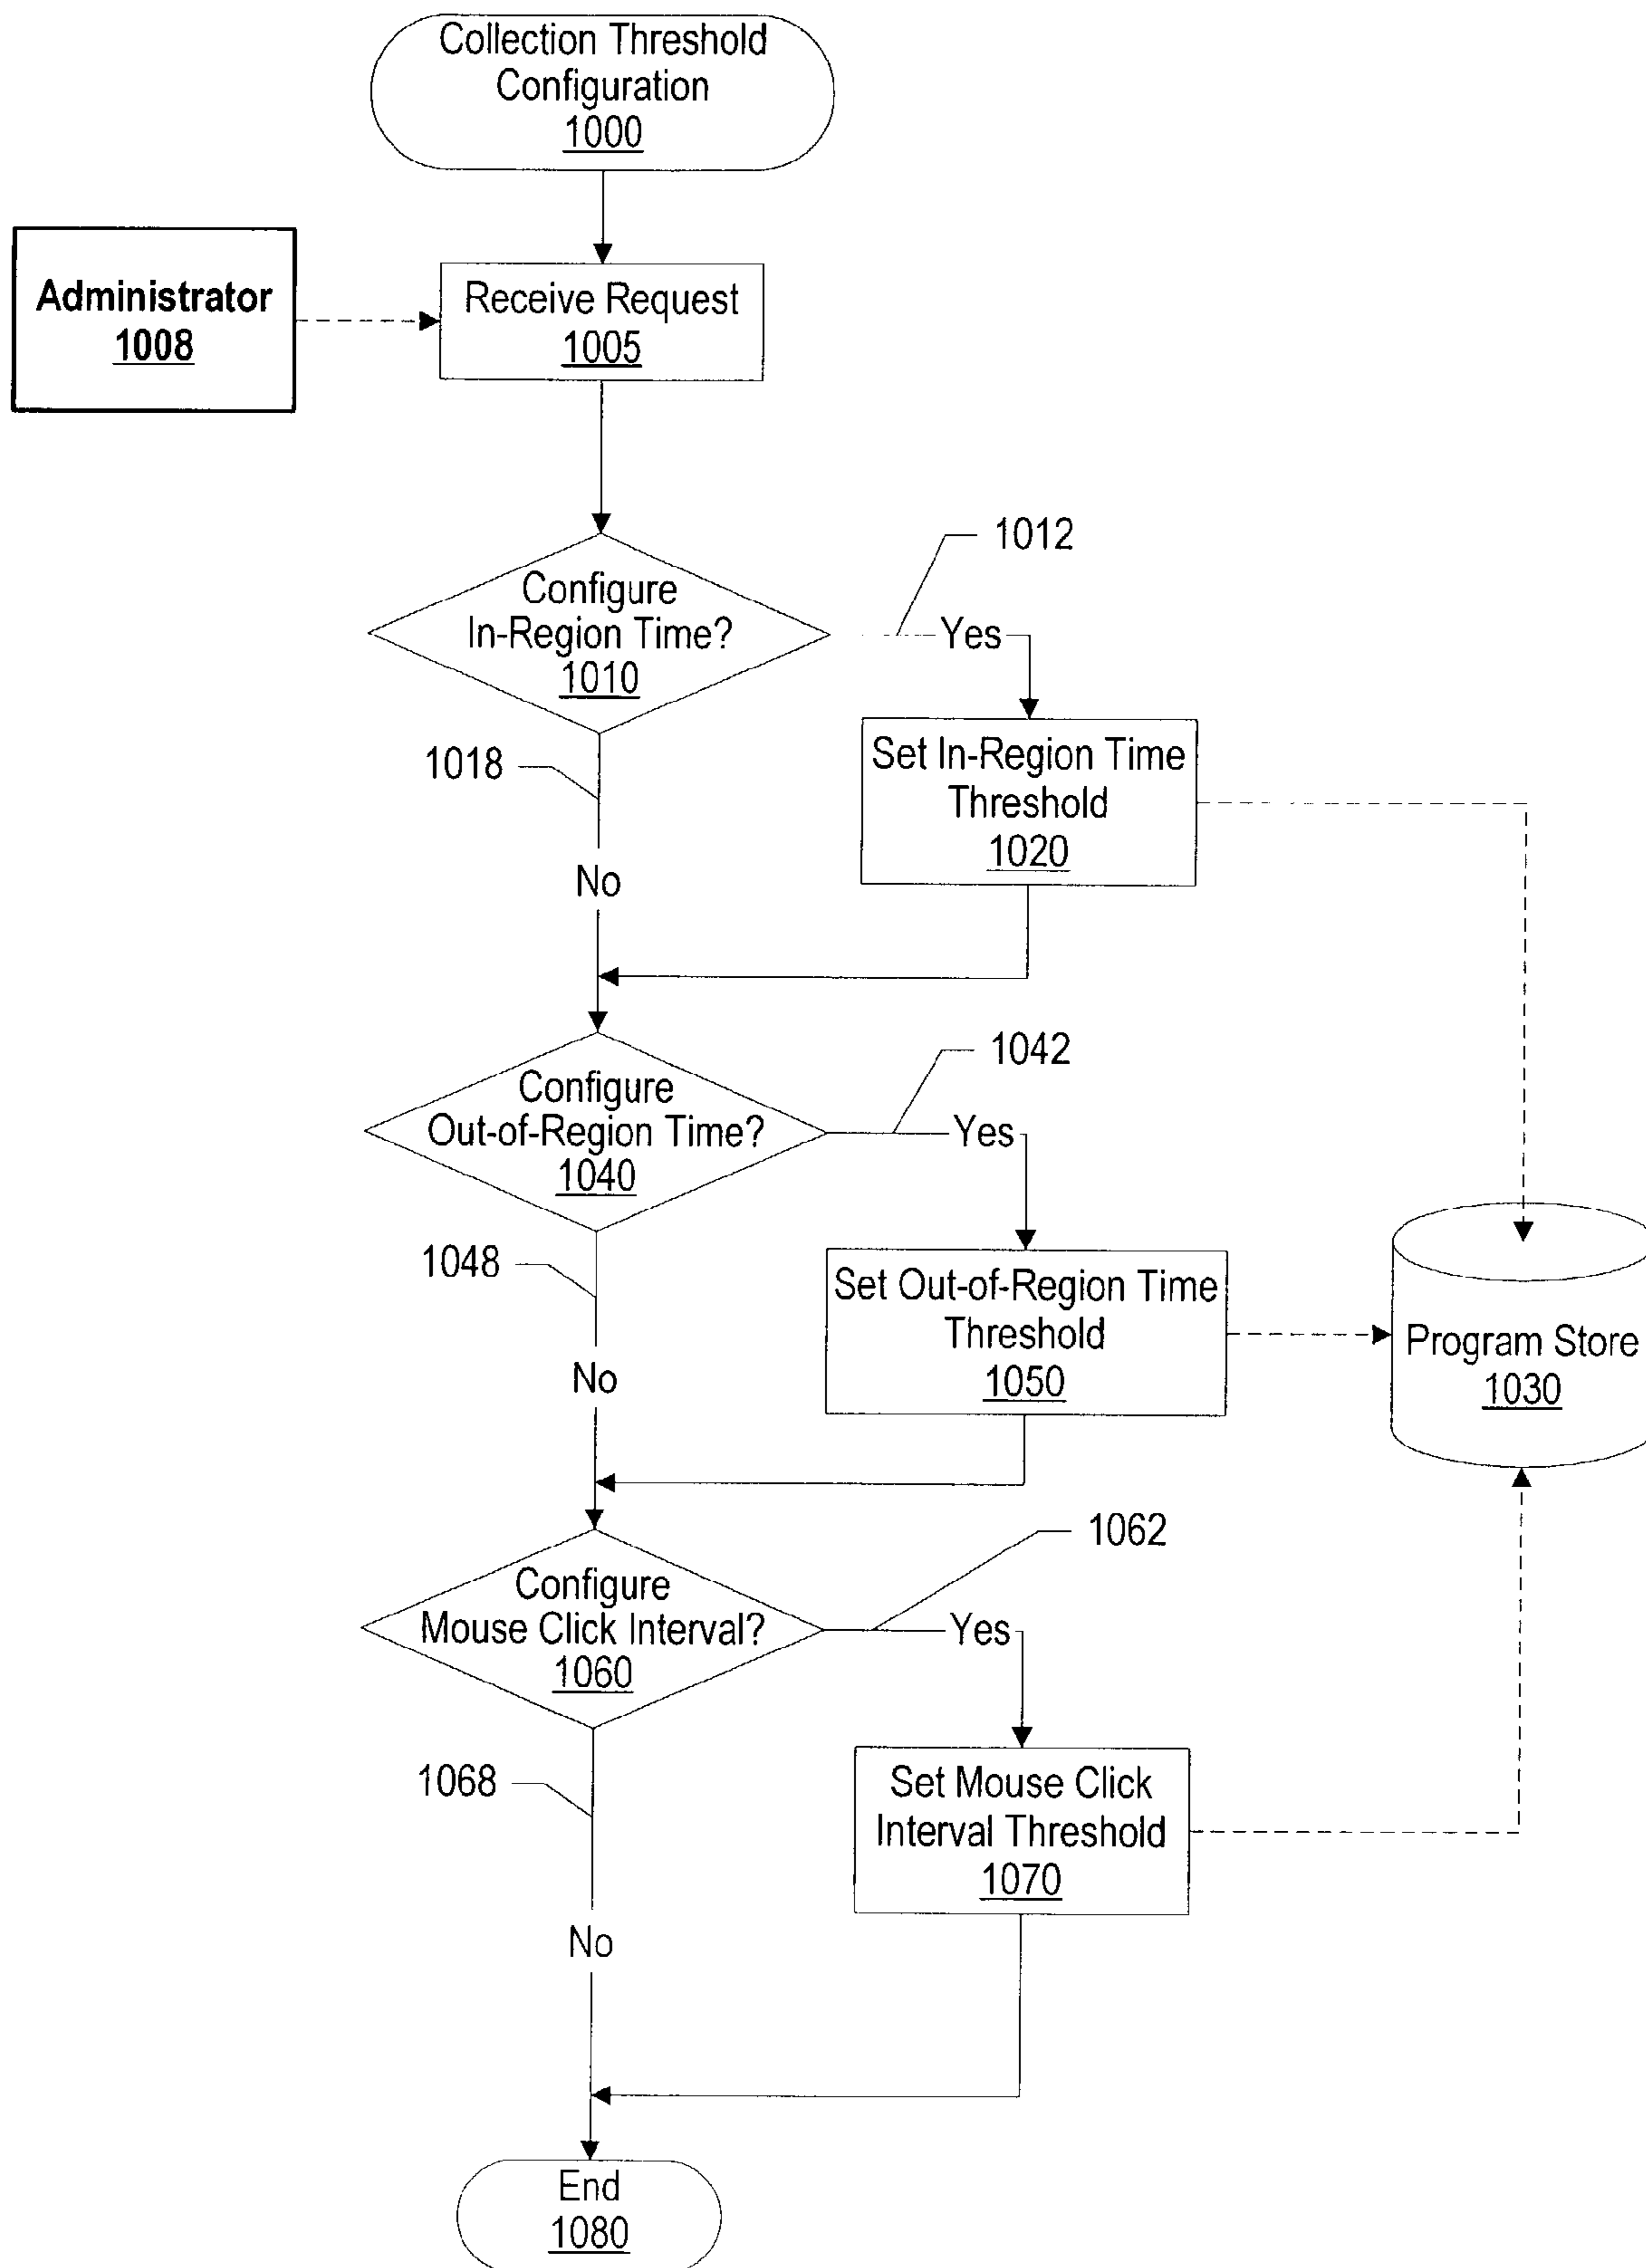 Collection Threshold
Configuration
1000
Administrator
1008
Receive Request
1005
1012
Configure
In-Region Time?
1010
Yes
1018
Set In-Region Time
Threshold
1020
No
1042
Configure
Out-of-Region Time?
1040
Yes
1048
Set Out-of-Region Time
Threshold
1050
Program Store
1030
No
1062
Configure
Mouse Click Interval?
1060
Yes
1068
Set Mouse Click
Interval Threshold
1070
No
End
1080